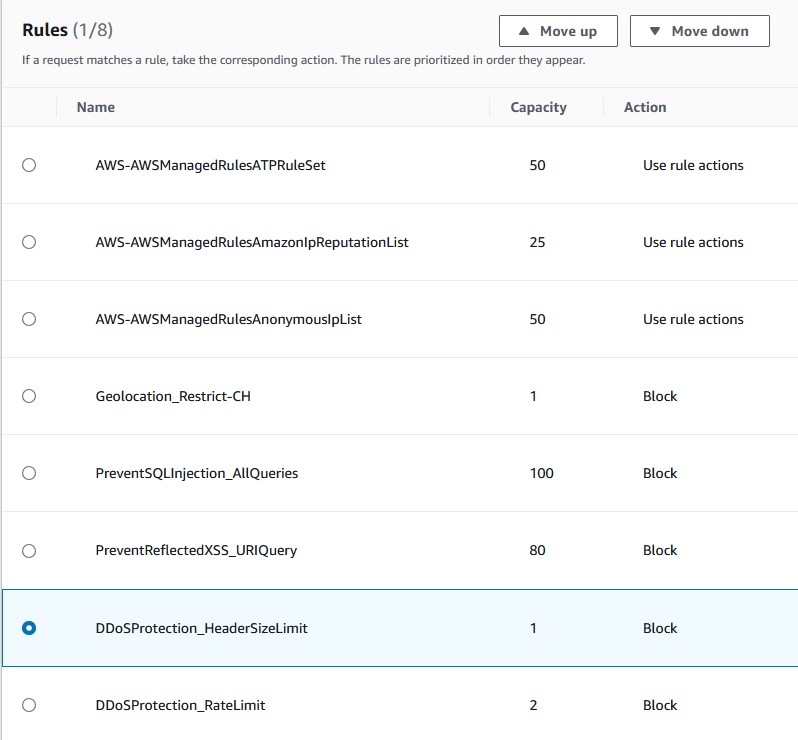 Rules (1/8)
Move up
Move down
If a request matches a rule, take the corresponding action. The rules are prioritized in order they appear.
Name Capacity Action
AWS-AWSManagedRulesATPRuleSet 50 Use rule actions
AWS-AWSManagedRulesAmazonIpReputationList 25 Use rule actions
AWS-AWSManagedRulesAnonymousIpList 50 Use rule actions
Geolocation_Restrict-CH 1 Block
PreventSQLInjection_AllQueries 100 Block
PreventReflectedXSS_URIQuery 80 Block
DDoSProtection_HeaderSizeLimit 1 Block
DDoSProtection_RateLimit 2 Block